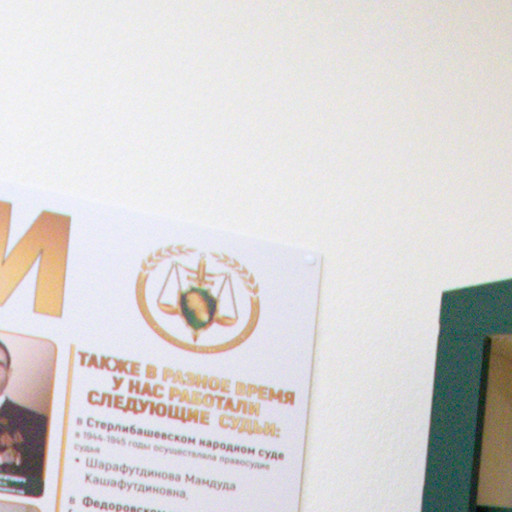 И
ТАКЖЕ В РАЗНОЕ ВРЕМЯ
У НАС РАБОТАЛИ
СЛЕДУЮЩИЕ СУДЬИ:
в Стерлибашевском народном суде
в 1944-1945 годы осуществляла правосудие
судья
• Шарафутдинова Мамдуда
Кашафутдиновна,
в Федоровском